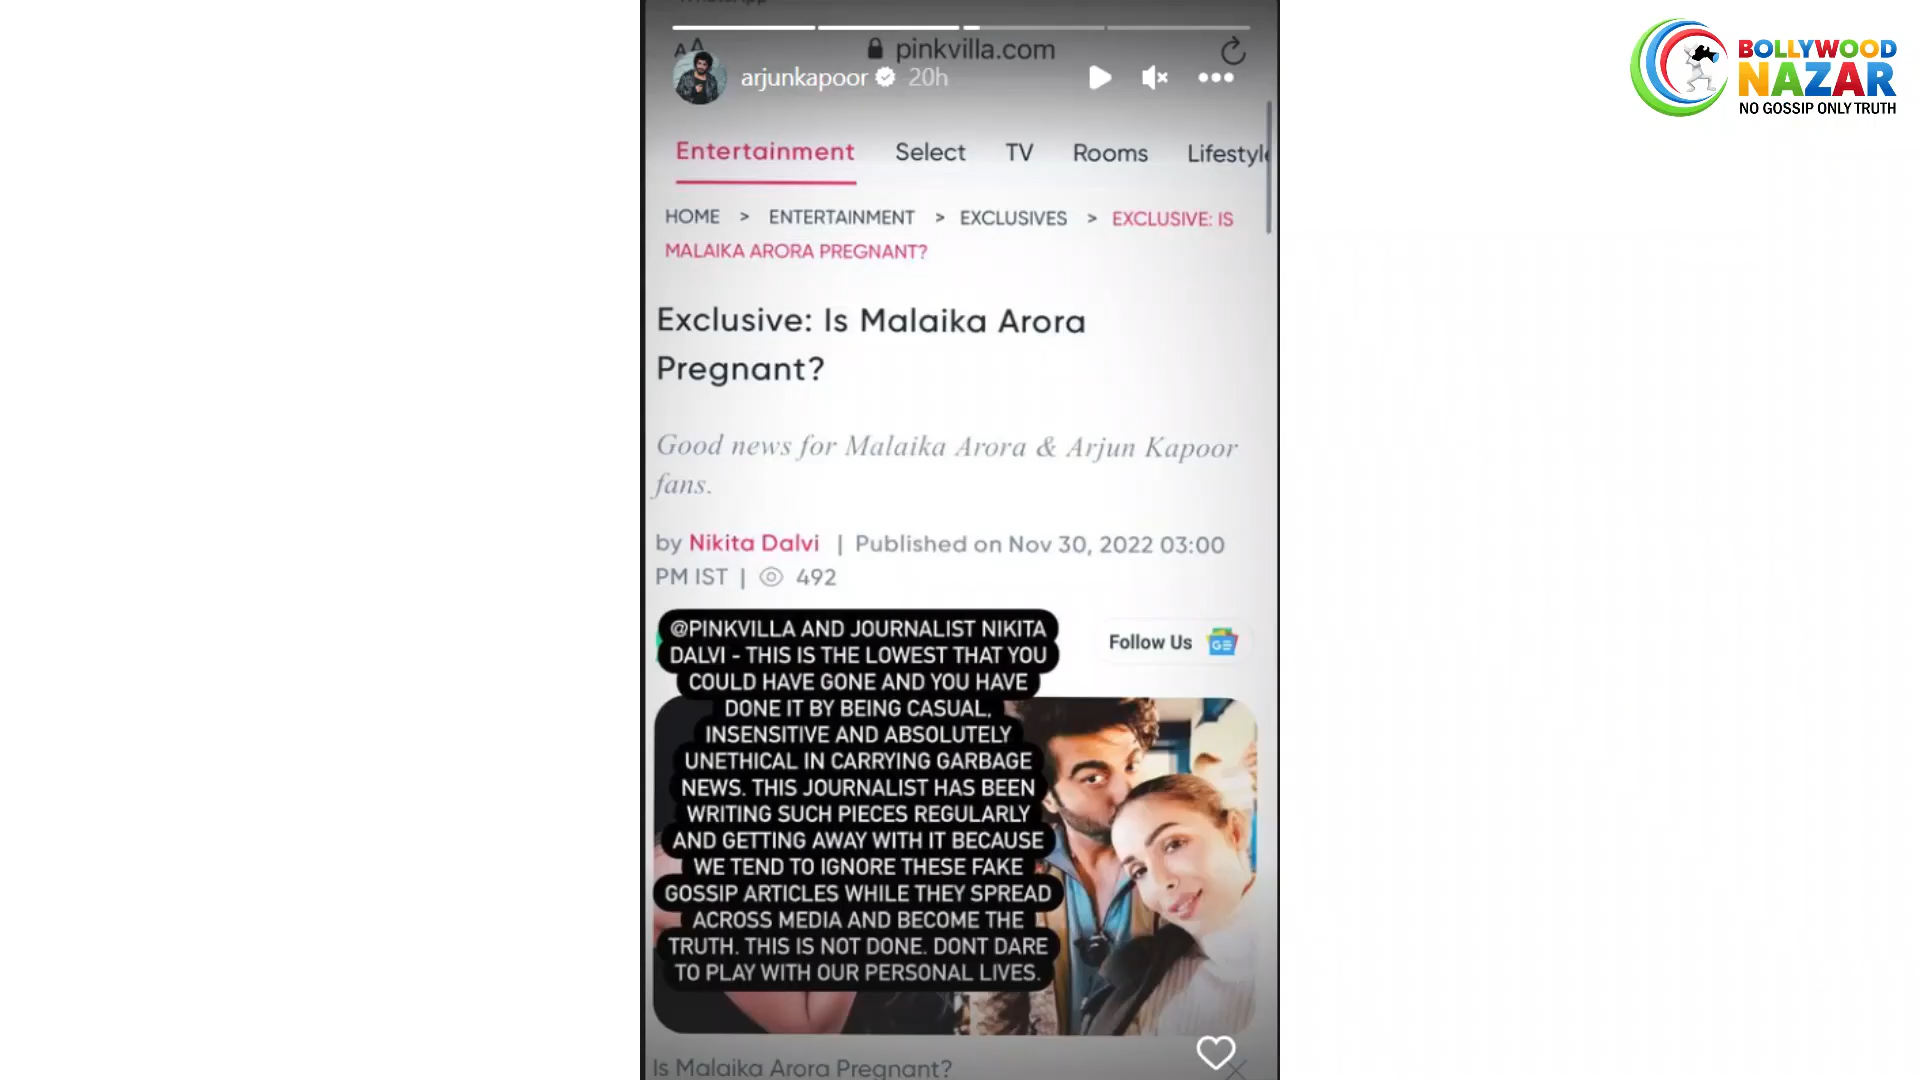 AA pinkvilla.com
arjunkapoor 20h
BOLLYWOOD
NAZAR
NO GOSSIP ONLY TRUTH
Entertainment Select TV Rooms Lifestyle
HOME > ENTERTAINMENT > EXCLUSIVES > EXCLUSIVE: IS
MALAIKA ARORA PREGNANT?
Exclusive: Is Malaika Arora
Pregnant?
Good news for Malaika Arora & Arjun Kapoor
fans.
by Nikita Dalvi | Published on Nov 30, 2022 03:00
PM IST | 492
@PINKVILLA AND JOURNALIST NIKITA
DALVI - THIS IS THE LOWEST THAT YOU
COULD HAVE GONE AND YOU HAVE
DONE IT BY BEING CASUAL,
INSENSITIVE AND ABSOLUTELY
UNETHICAL IN CARRYING GARBAGE
NEWS. THIS JOURNALIST HAS BEEN
WRITING SUCH PIECES REGULARLY
AND GETTING AWAY WITH IT BECAUSE
WE TEND TO IGNORE THESE FAKE
GOSSIP ARTICLES WHILE THEY SPREAD
ACROSS MEDIA AND BECOME THE
TRUTH. THIS IS NOT DONE. DONT DARE
TO PLAY WITH OUR PERSONAL LIVES.
Follow Us GE
Is Malaika Arora Pregnant?